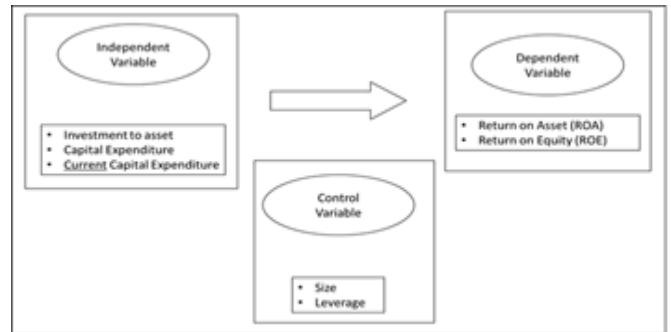 Independent
Variable
• Investment to asset
• Capital Expenditure
• Current Capital Expenditure
Dependent
Variable
• Return on Asset (ROA)
• Return on Equity (ROE)
Control
Variable
• Size
• Leverage